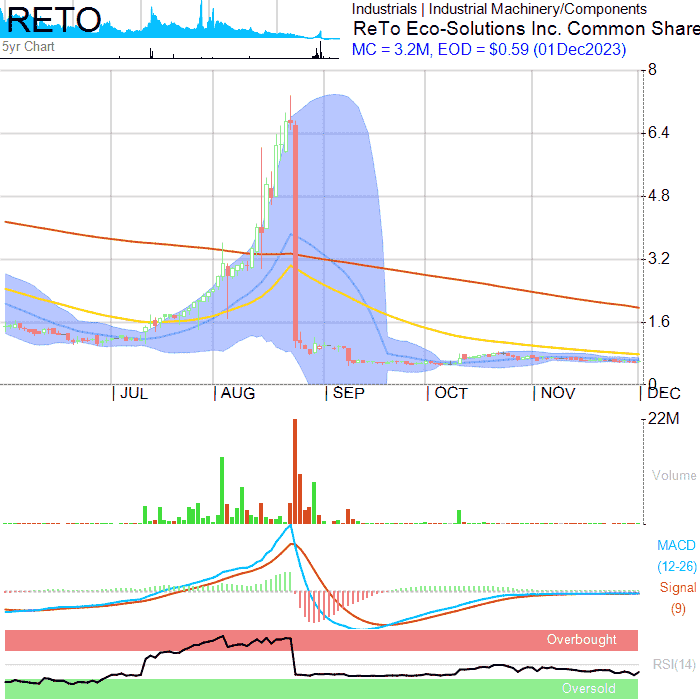 RETO
5yr Chart
Industrials | Industrial Machinery/Components
ReTo Eco-Solutions Inc. Common Share
MC = 3.2M, EOD = $0.59 (01Dec2023)
8
6.4
4.8
3.2
1.6
0
JUL AUG SEP OCT NOV DEC
22M
Volume
MACD
(12-26)
Signal
(9)
Overbought
RSI(14)
Oversold